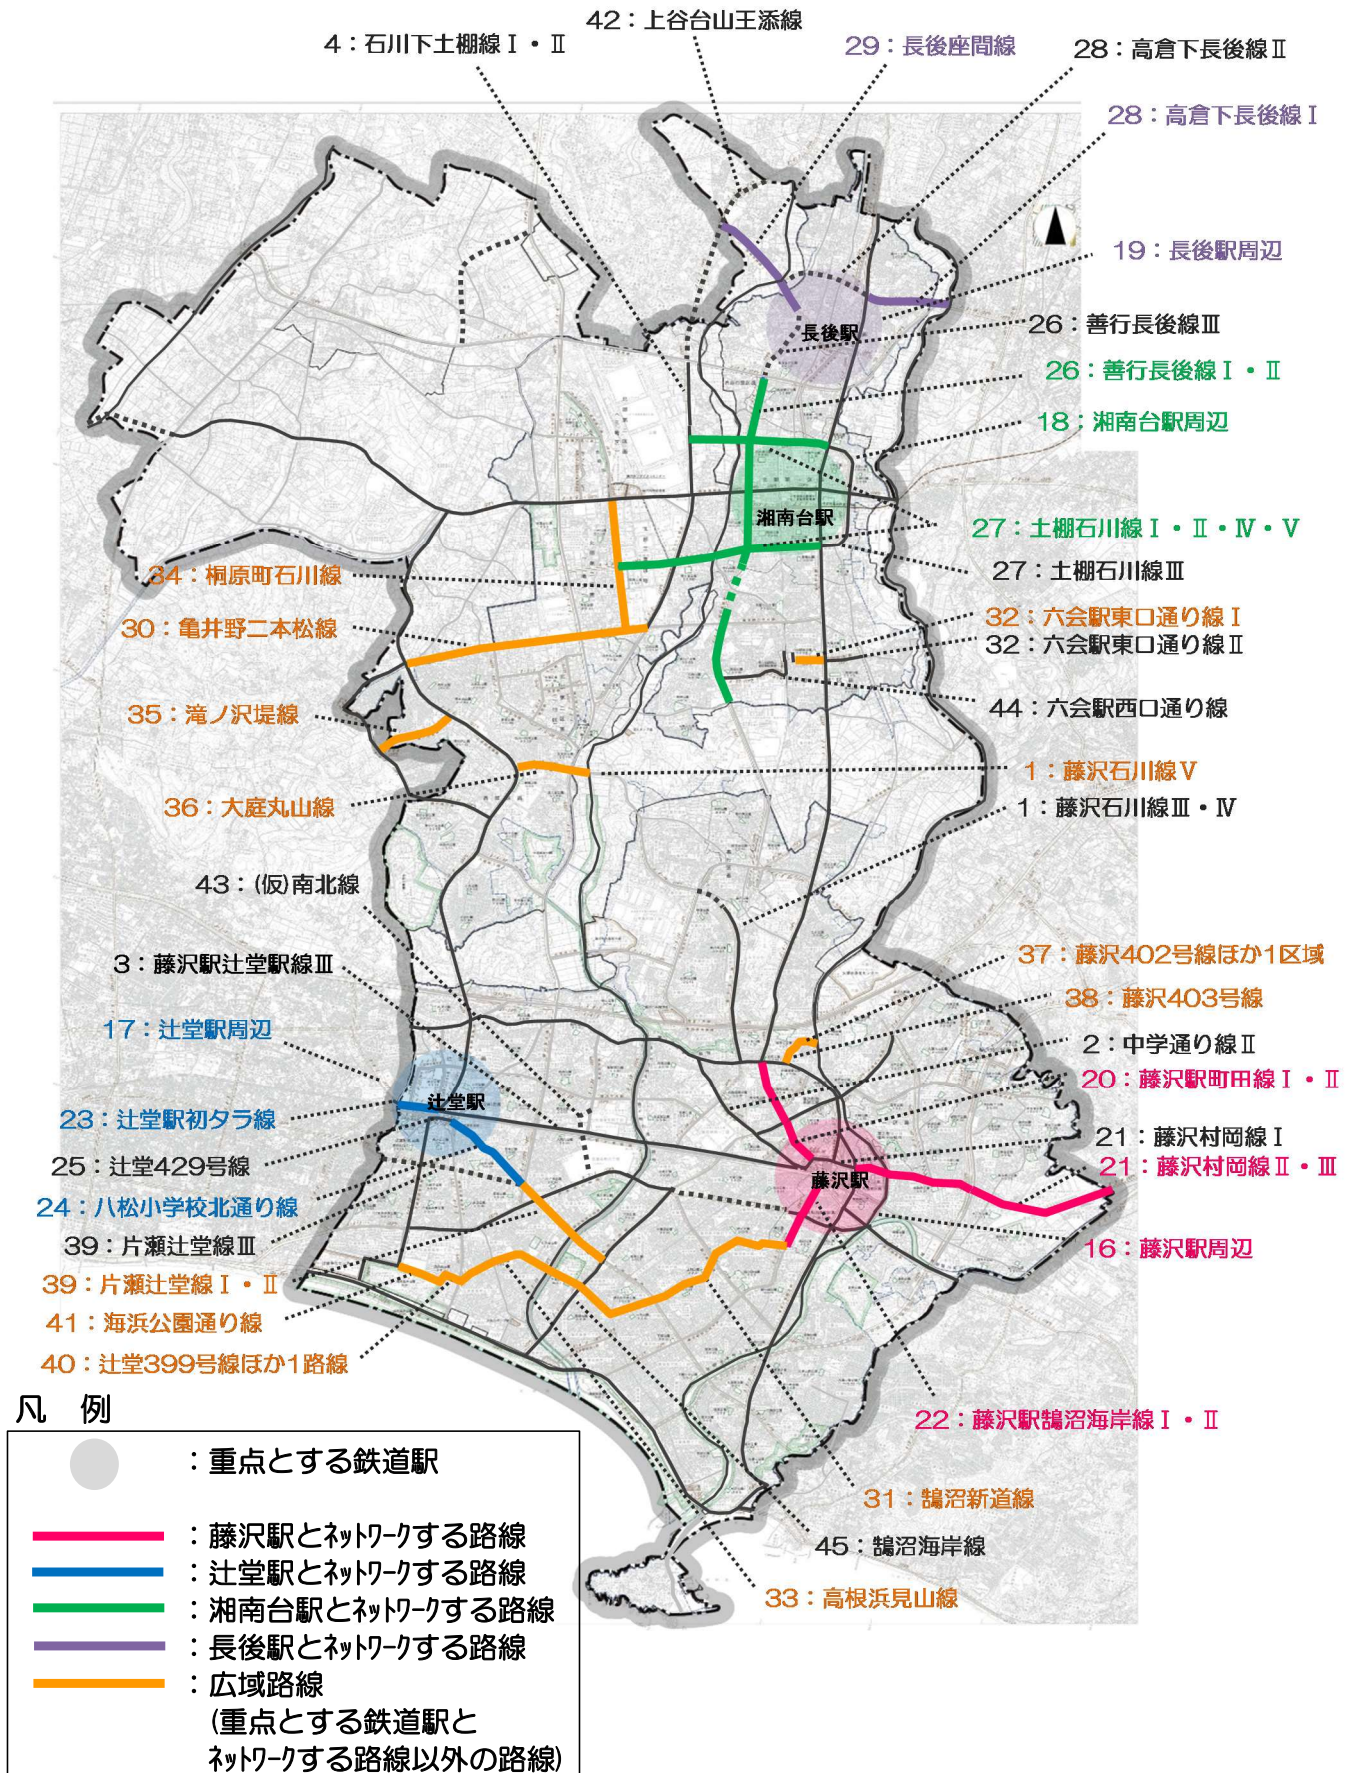 42：上谷台山王添線
4：石川下土棚線Ⅰ・Ⅱ
29：長後座間線
28：高倉下長後線Ⅱ
28：高倉下長後線Ⅰ
19：長後駅周辺
長後駅
26：善行長後線Ⅲ
26：善行長後線Ⅰ・Ⅱ
18：湘南台駅周辺
湘南台駅
27：土棚石川線Ⅰ・Ⅱ・Ⅳ・Ⅴ
27：土棚石川線Ⅲ
34：桐原町石川線
30：亀井野二本松線
32：六会駅東口通り線Ⅰ
32：六会駅東口通り線Ⅱ
44：六会駅西口通り線
35：滝ノ沢堤線
1：藤沢石川線Ⅴ
36：大庭丸山線
1：藤沢石川線Ⅲ・Ⅳ
43：(仮)南北線
37：藤沢402号線ほか1区域
3：藤沢駅辻堂駅線Ⅲ
38：藤沢403号線
17：辻堂駅周辺
2：中学通り線Ⅱ
20：藤沢駅町田線Ⅰ・Ⅱ
辻堂駅
23：辻堂駅初タラ線
21：藤沢村岡線Ⅰ
25：辻堂429号線
21：藤沢村岡線Ⅱ・Ⅲ
藤沢駅
24：八松小学校北通り線
39：片瀬辻堂線Ⅲ
16：藤沢駅周辺
39：片瀬辻堂線Ⅰ・Ⅱ
41：海浜公園通り線
40：辻堂399号線ほか1路線
22：藤沢駅鵠沼海岸線Ⅰ・Ⅱ
31：鵠沼新道線
45：鵠沼海岸線
33：高根浜見山線
凡　例
：重点とする鉄道駅
：藤沢駅とﾈｯﾄﾜｰｸする路線
：辻堂駅とﾈｯﾄﾜｰｸする路線
：湘南台駅とﾈｯﾄﾜｰｸする路線
：長後駅とﾈｯﾄﾜｰｸする路線
：広域路線
(重点とする鉄道駅と
ﾈｯﾄﾜｰｸする路線以外の路線)